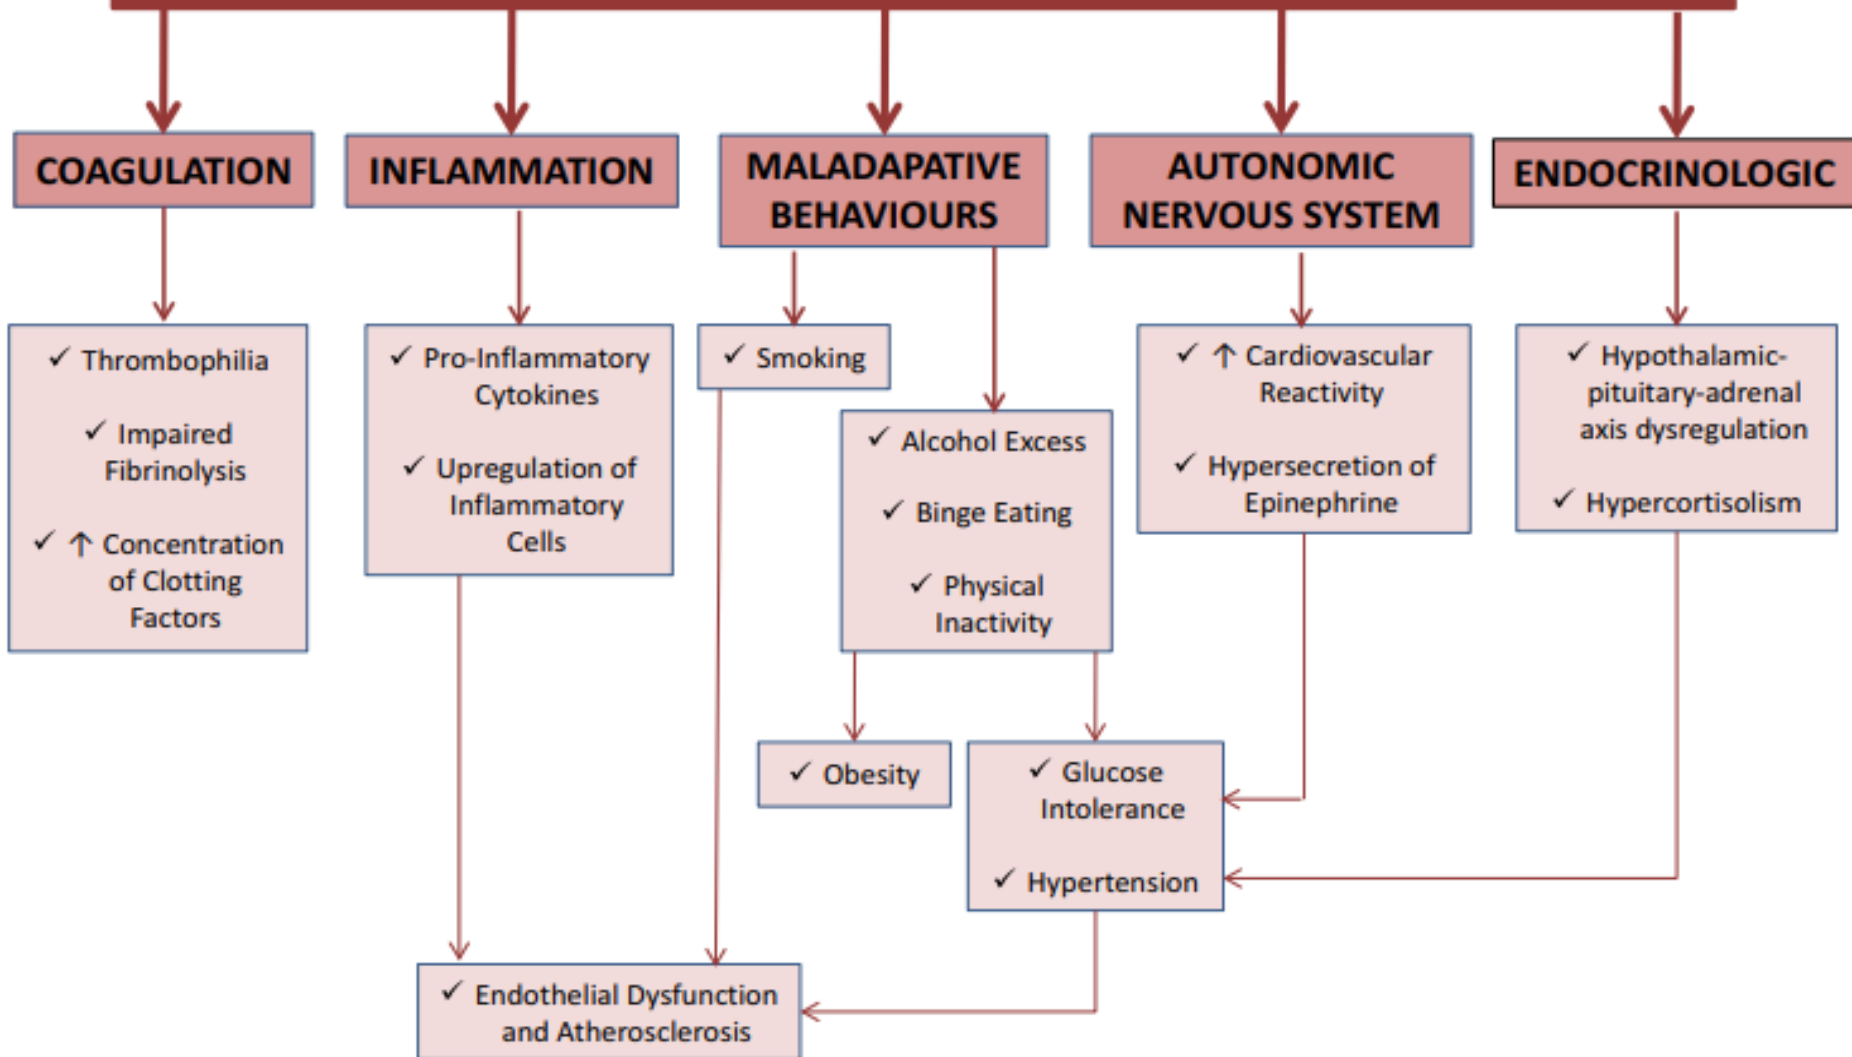 COAGULATION
INFLAMMATION
MALADAPATIVE
BEHAVIOURS
AUTONOMIC
NERVOUS SYSTEM
ENDOCRINOLOGIC
✓ Thrombophilia
✓ Impaired
Fibrinolysis
✓ ↑ Concentration
of Clotting
Factors
✓ Pro-Inflammatory
Cytokines
✓ Upregulation of
Inflammatory
Cells
✓ Smoking
✓ Alcohol Excess
✓ Binge Eating
✓ Physical
Inactivity
✓ ↑ Cardiovascular
Reactivity
✓ Hypersecretion of
Epinephrine
✓ Hypothalamic-
pituitary-adrenal
axis dysregulation
✓ Hypercortisolism
✓ Obesity
✓ Glucose
Intolerance
✓ Hypertension
✓ Endothelial Dysfunction
and Atherosclerosis